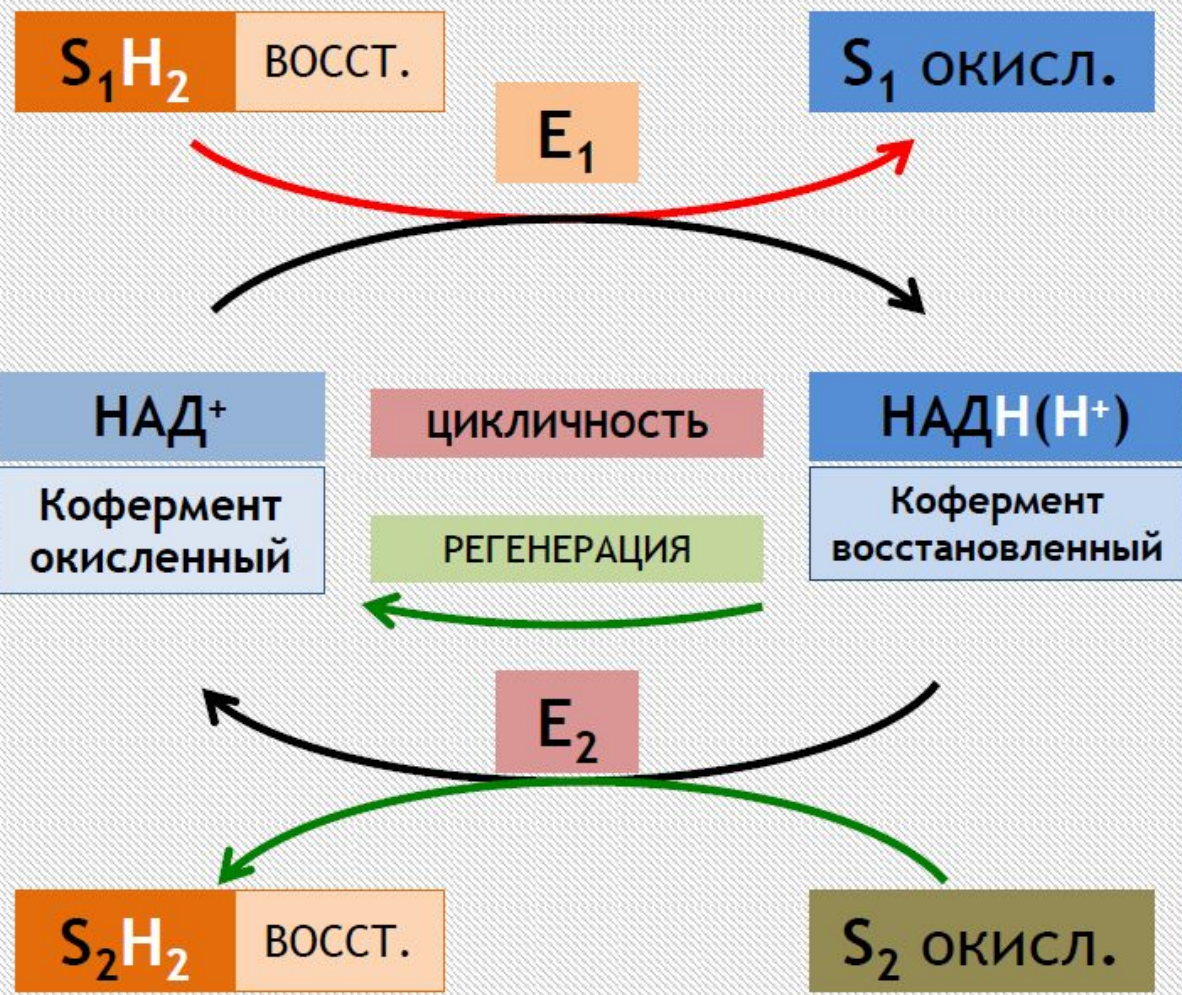 S₁H₂ ВОССТ.
S₁ окисл.
E₁
НАД⁺
ЦИКЛИЧНОСТЬ
НАДН(Н⁺)
Кофермент
окисленный
РЕГЕНЕРАЦИЯ
Кофермент
восстановленный
E₂
S₂H₂ ВОССТ.
S₂ окисл.